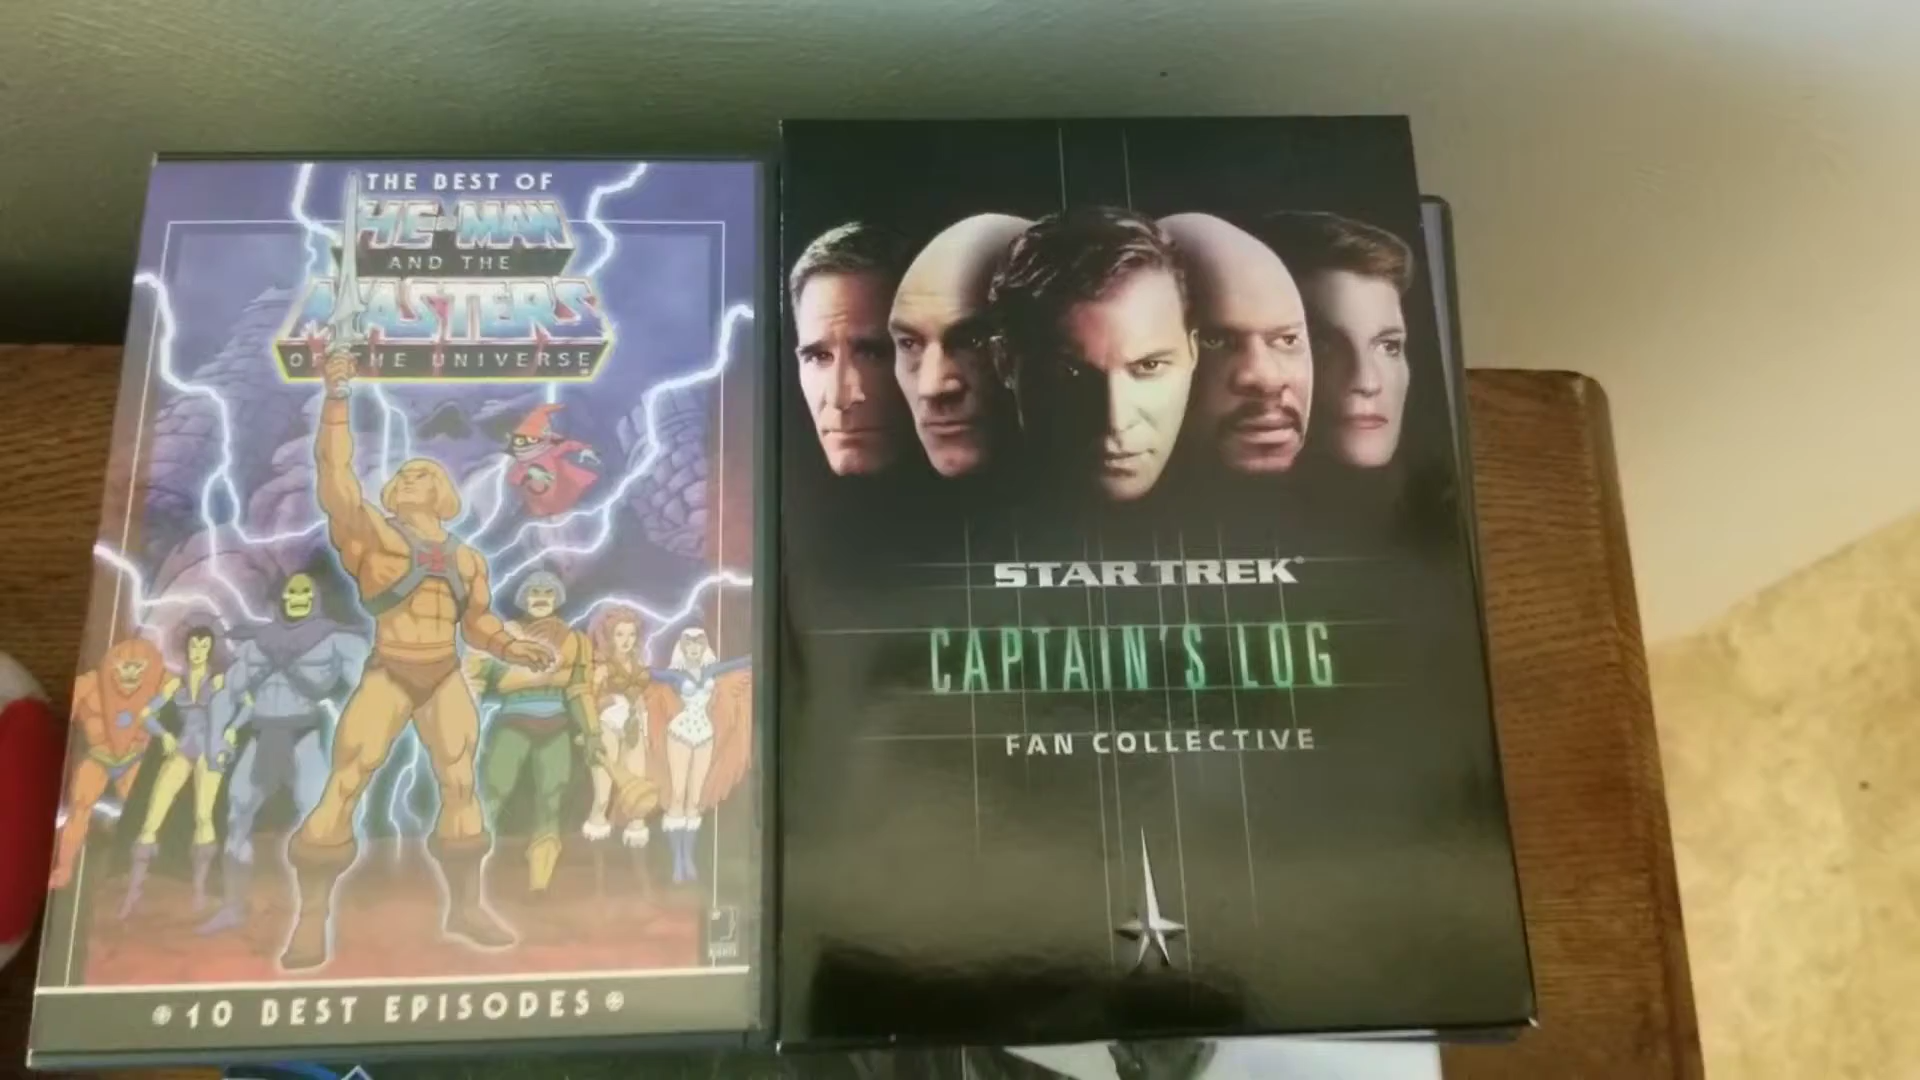 THE BEST OF
HE-MAN
AND THE
MASTERS
OF THE UNIVERSE
10 BEST EPISODES
STAR TREK®
CAPTAIN'S LOG
FAN COLLECTIVE